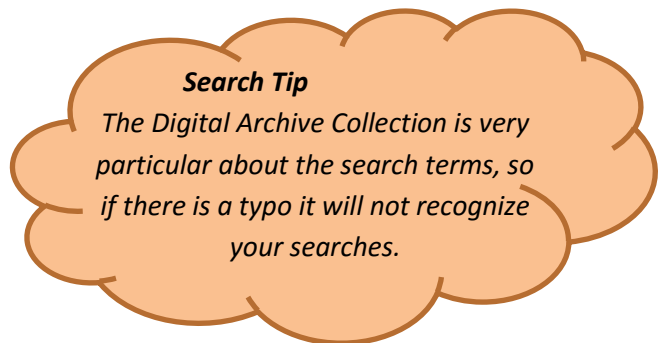 Search Tip
The Digital Archive Collection is very
particular about the search terms, so
if there is a typo it will not recognize
your searches.